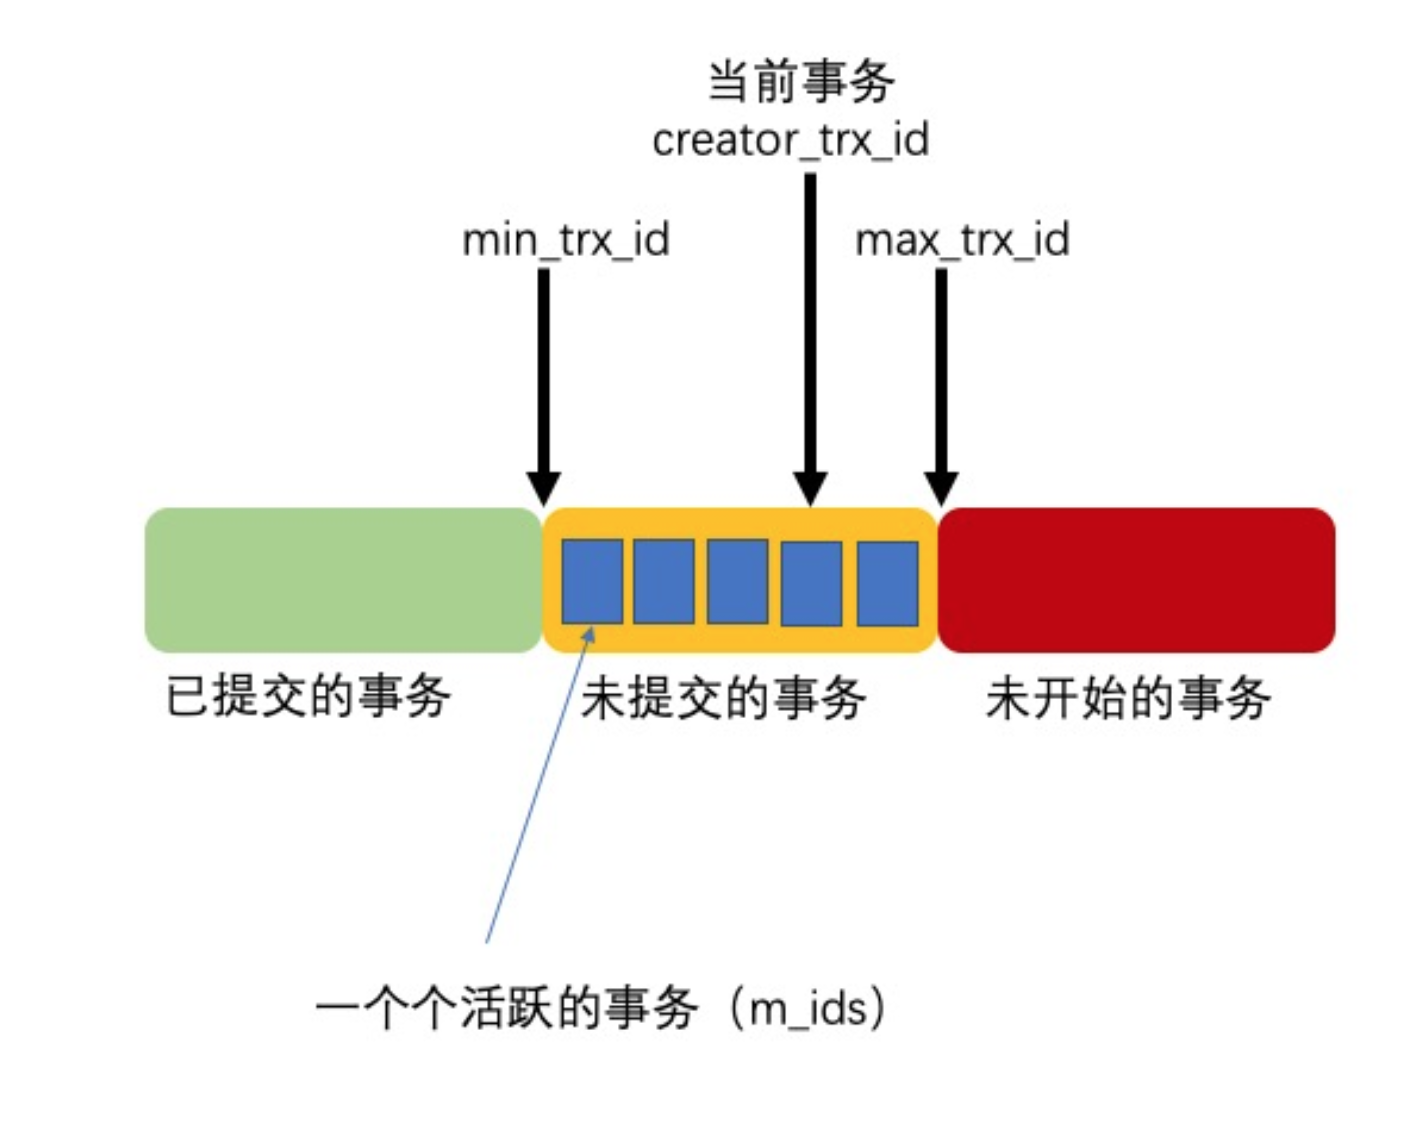 当前事务
creator_trx_id
min_trx_id
max_trx_id
已提交的事务
未提交的事务
未开始的事务
一个个活跃的事务（m_ids）